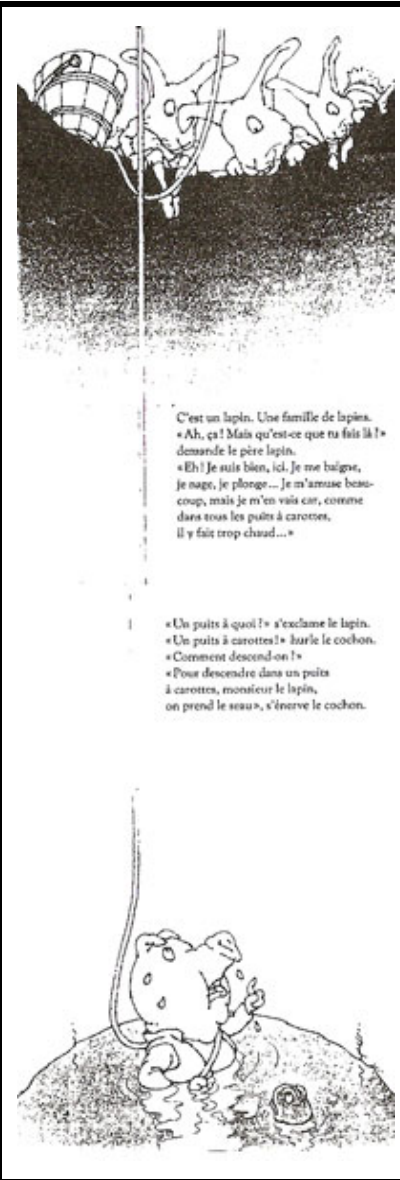 C'est un lapin. Une famille de lapins.
«Ah, ça! Mais qu'est-ce que tu fais là?»
demande le père lapin.
«Eh! Je suis bien, ici. Je me baigne,
je nage, je plonge... Je m'amuse beau-
coup, mais je m'en vais car, comme
dans tous les puits à carottes,
il y fait trop chaud...»
«Un puits à quoi?» s'exclame le lapin.
«Un puits à carottes!» hurle le cochon.
«Comment descend-on?»
«Pour descendre dans un puits
à carottes, monsieur le lapin,
on prend le seau», s'énerve le cochon.